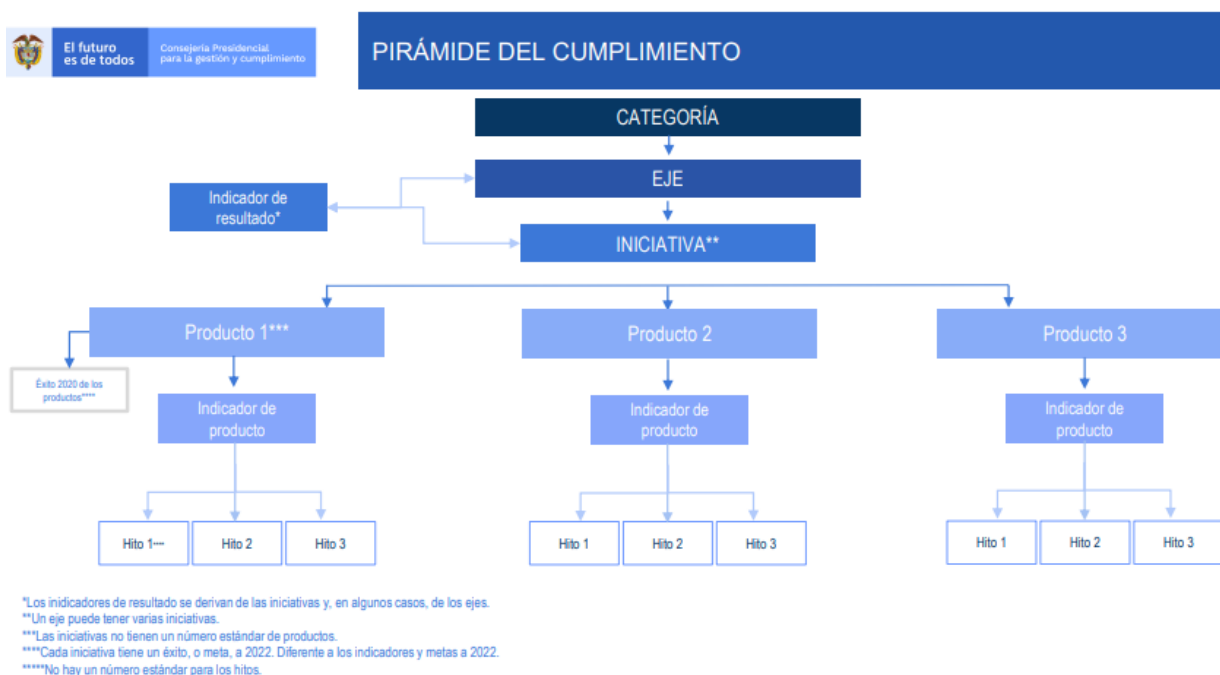 El futuro
es de todos
Consejería Presidencial
para la gestión y cumplimiento
PIRÁMIDE DEL CUMPLIMIENTO
CATEGORÍA
EJE
Indicador de
resultado*
INICIATIVA**
Producto 1***
Producto 2
Producto 3
Éxito 2020 de los
productos****
Indicador de
producto
Indicador de
producto
Indicador de
producto
Hito 1****
Hito 2
Hito 3
Hito 1
Hito 2
Hito 3
Hito 1
Hito 2
Hito 3
*Los inidicadores de resultado se derivan de las iniciativas y, en algunos casos, de los ejes.
**Un eje puede tener varias iniciativas.
***Las iniciativas no tienen un número estándar de productos.
****Cada iniciativa tiene un éxito, o meta, a 2022. Diferente a los indicadores y metas a 2022.
*****No hay un número estándar para los hitos.